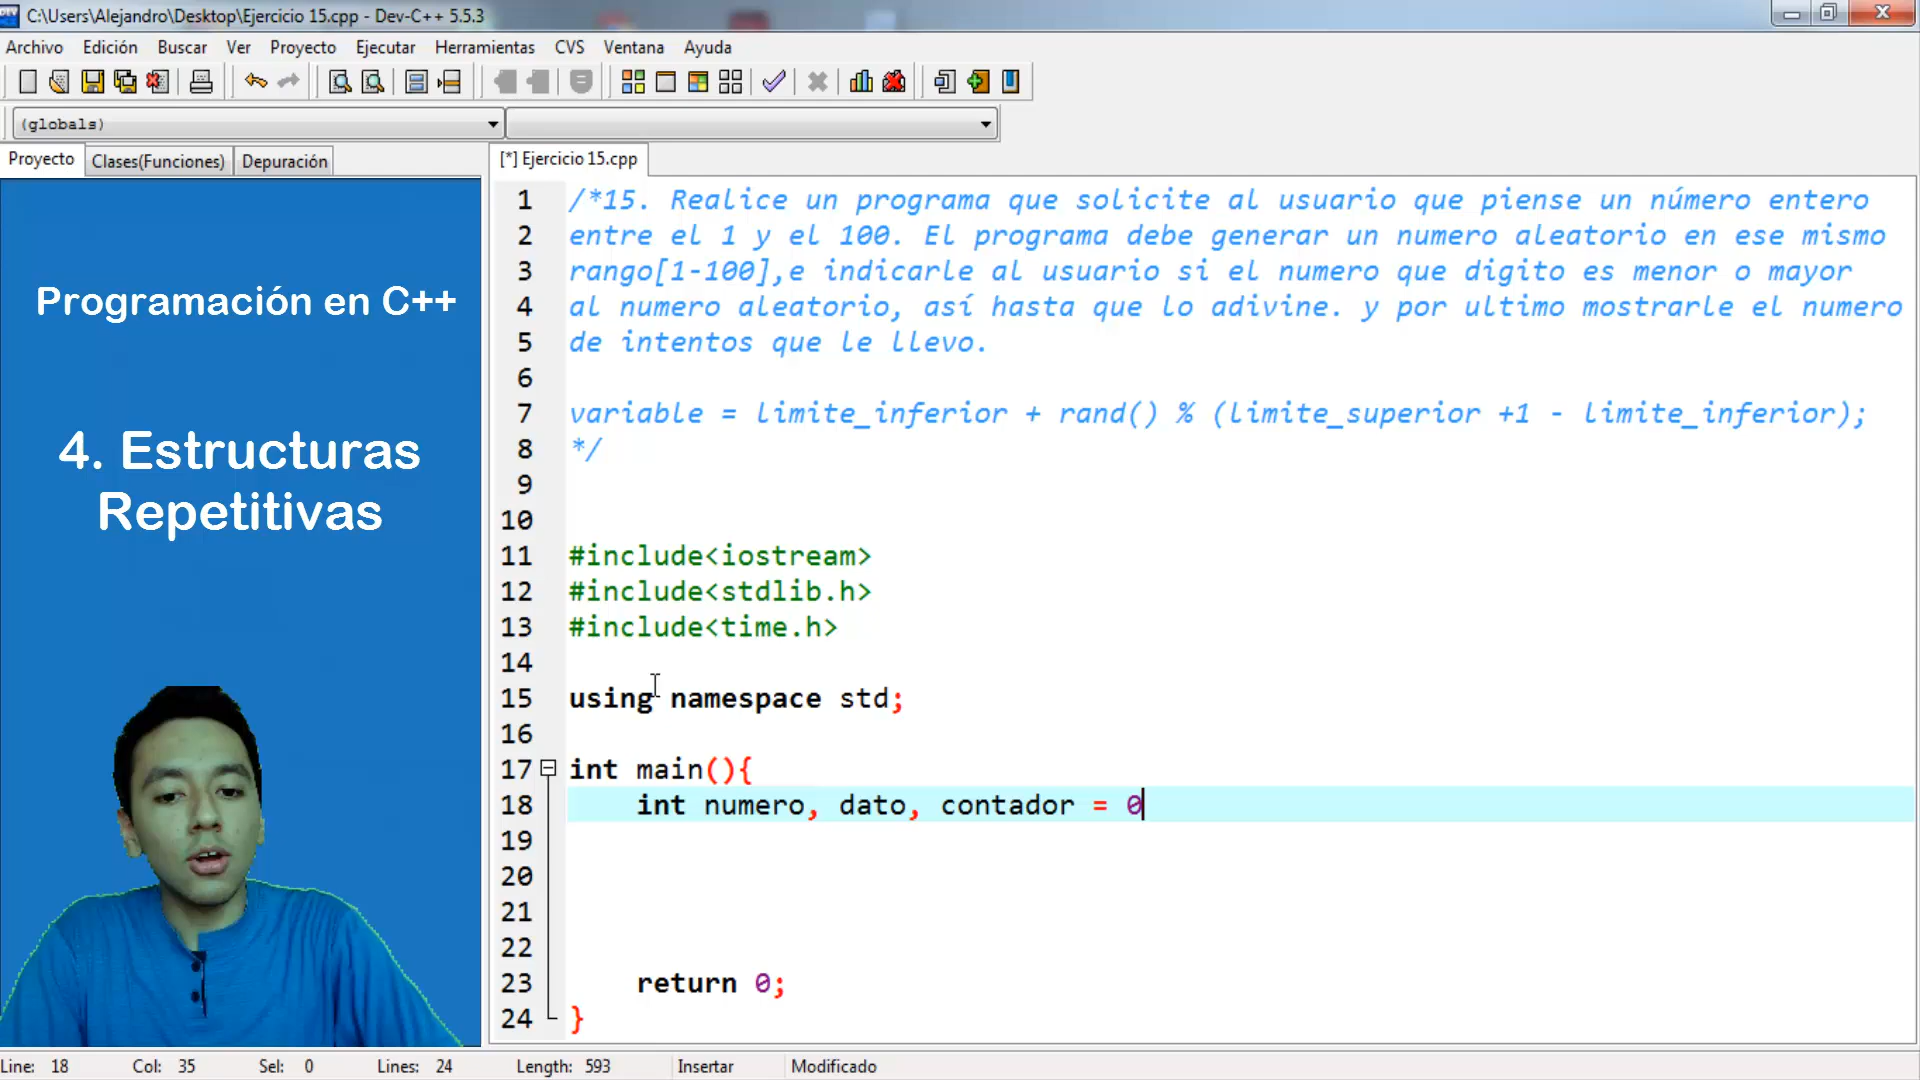 C:\Users\Alejandro\Desktop\Ejercicio 15.cpp - Dev-C++ 5.5.3
Archivo Edición Buscar Ver Proyecto Ejecutar Herramientas CVS Ventana Ayuda
(globals)
Proyecto Clases(Funciones) Depuración
[*] Ejercicio 15.cpp
Programación en C++
4. Estructuras
Repetitivas
1 /*15. Realice un programa que solicite al usuario que piense un número entero
2 entre el 1 y el 100. El programa debe generar un numero aleatorio en ese mismo
3 rango[1-100],e indicarle al usuario si el numero que digito es menor o mayor
4 al numero aleatorio, así hasta que lo adivine. y por ultimo mostrarle el numero
5 de intentos que le llevo.
6
7 variable = limite_inferior + rand() % (limite_superior +1 - limite_inferior);
8 */
9
10
11 #include<iostream>
12 #include<stdlib.h>
13 #include<time.h>
14
15 using namespace std;
16
17 int main(){
18 int numero, dato, contador = 0
19
20
21
22
23 return 0;
24 }
Line: 18 Col: 35 Sel: 0 Lines: 24 Length: 593 Insertar Modificado